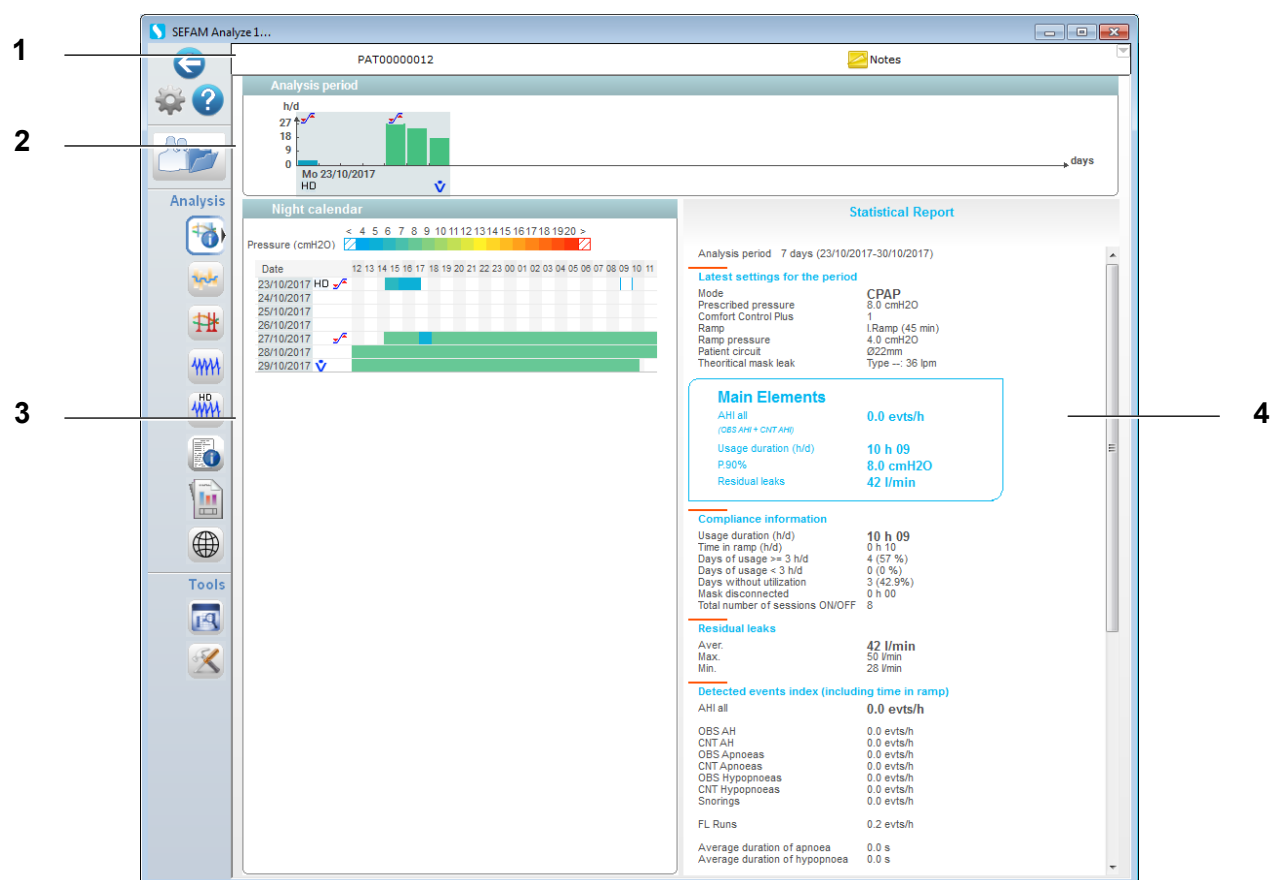 SEFAM Analyze 1...
1
PAT00000012 Notes
Analysis period
h/d
27
18
9
0
days
Mo 23/10/2017
HD
2
Analysis
HD
Tools
3
Night calendar
< 4 5 6 7 8 9 10 11 12 13 14 15 16 17 18 19 20 >
Pressure (cmH2O)
Date 12 13 14 15 16 17 18 19 20 21 22 23 00 01 02 03 04 05 06 07 08 09 10 11
23/10/2017 HD
24/10/2017
25/10/2017
26/10/2017
27/10/2017
28/10/2017
29/10/2017
Statistical Report
Analysis period 7 days (23/10/2017-30/10/2017)
Latest settings for the period
Mode CPAP
Prescribed pressure 8.0 cmH2O
Comfort Control Plus 1
Ramp I.Ramp (45 min)
Ramp pressure 4.0 cmH2O
Patient circuit Ø22mm
Theoritical mask leak Type --: 36 lpm
Main Elements
AHI all 0.0 evts/h
(OBS AHI + CNT AHI)
Usage duration (h/d) 10 h 09
P.90% 8.0 cmH2O
Residual leaks 42 l/min
4
Compliance information
Usage duration (h/d) 10 h 09
Time in ramp (h/d) 0 h 10
Days of usage >= 3 h/d 4 (57 %)
Days of usage < 3 h/d 0 (0 %)
Days without utilization 3 (42.9%)
Mask disconnected 0 h 00
Total number of sessions ON/OFF 8
Residual leaks
Aver. 42 l/min
Max. 50 l/min
Min. 28 l/min
Detected events index (including time in ramp)
AHI all 0.0 evts/h
OBS AH 0.0 evts/h
CNT AH 0.0 evts/h
OBS Apnoeas 0.0 evts/h
CNT Apnoeas 0.0 evts/h
OBS Hypopnoeas 0.0 evts/h
CNT Hypopnoeas 0.0 evts/h
Snorings 0.0 evts/h
FL Runs 0.2 evts/h
Average duration of apnoea 0.0 s
Average duration of hypopnoea 0.0 s